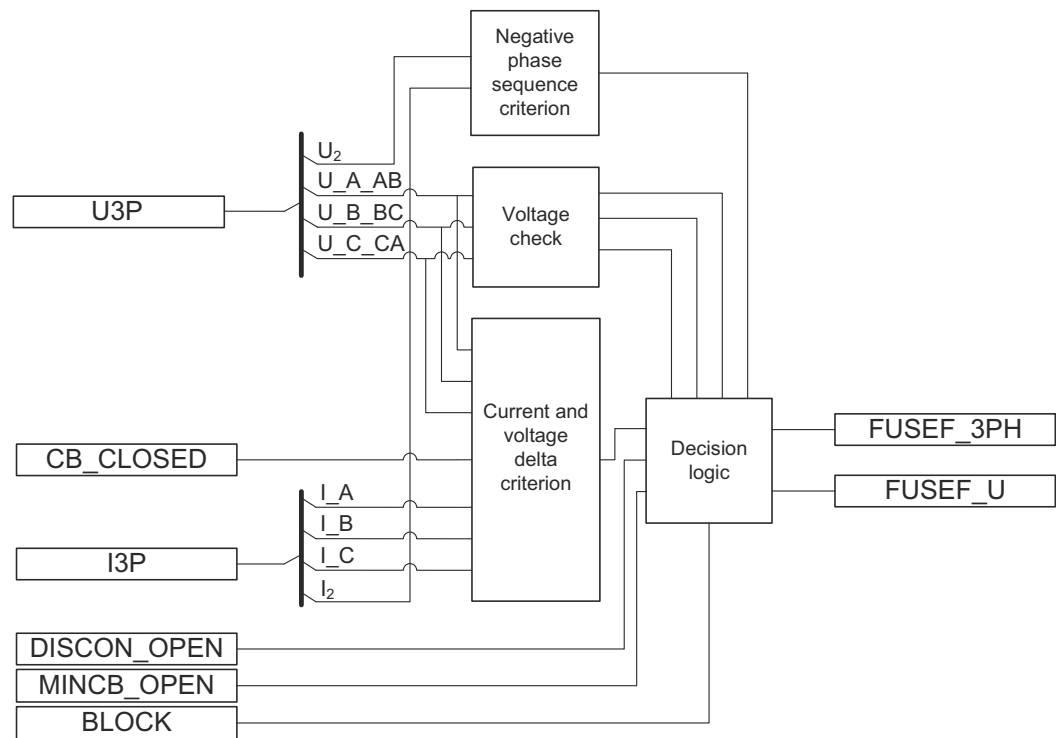 Negative
phase
sequence
criterion
U₂
U_A_AB
U_B_BC
U_C_CA
U3P
Voltage
check
Current and
voltage
delta
criterion
Decision
logic
FUSEF_3PH
FUSEF_U
CB_CLOSED
I_A
I_B
I_C
I₂
I3P
DISCON_OPEN
MINCB_OPEN
BLOCK